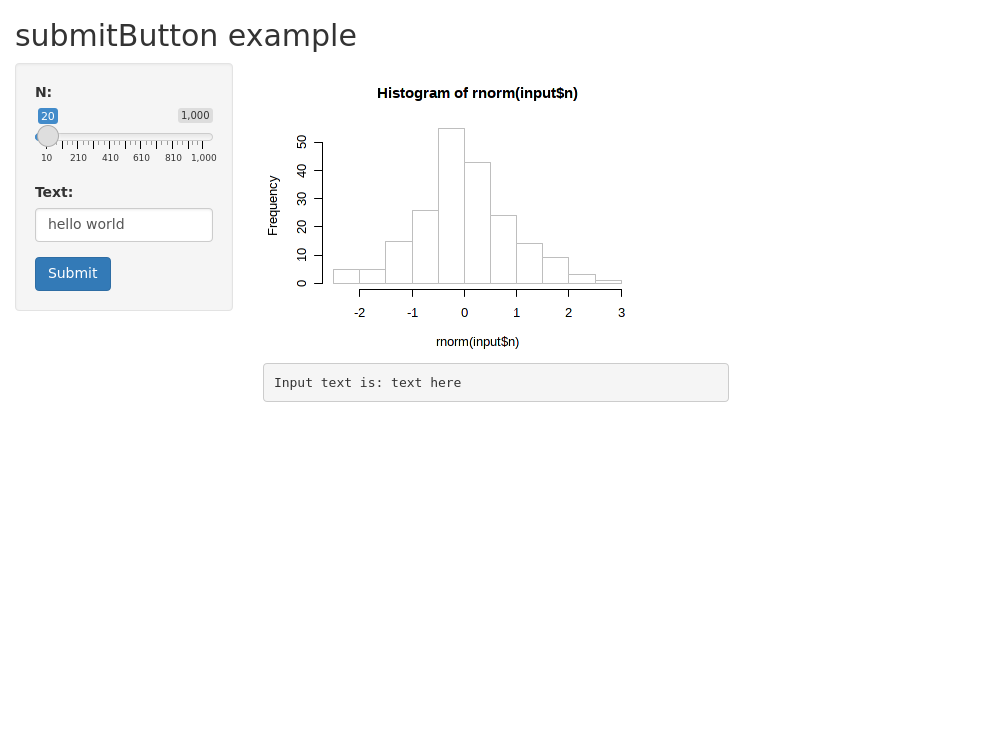 submitButton example
N:
20 1,000
10 210 410 610 810 1,000
Text:
hello world
Submit
Histogram of rnorm(input$n)
Frequency
50
40
30
20
10
0
-2 -1 0 1 2 3
rnorm(input$n)
Input text is: text here